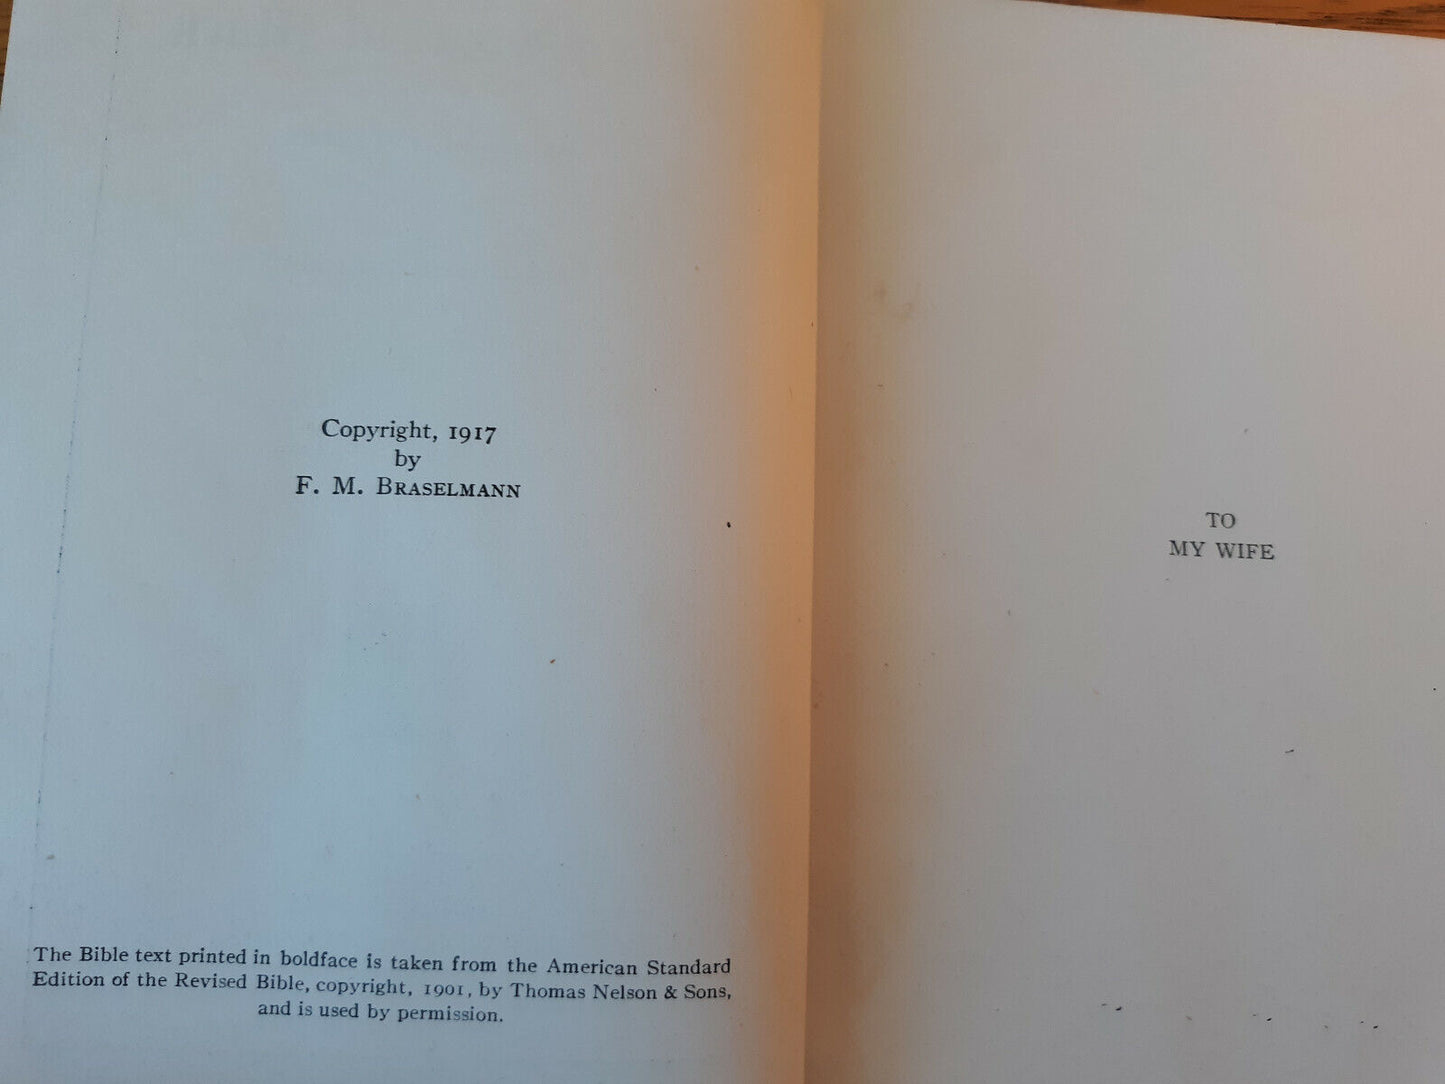 Copyright, 1917
by
F. M. BRASELMANN
The Bible text printed in boldface is taken from the American Standard
Edition of the Revised Bible, copyright, 1901, by Thomas Nelson & Sons,
and is used by permission.
TO
MY WIFE